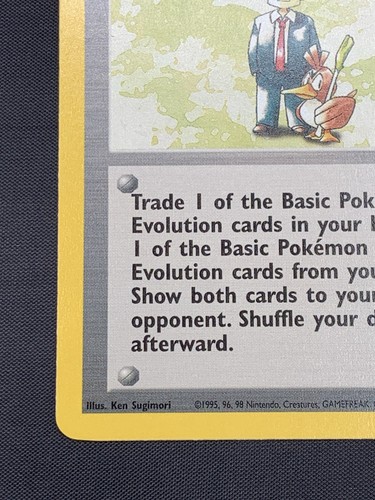 Trade 1 of the Basic Pok
Evolution cards in your
1 of the Basic Pokémon
Evolution cards from you
Show both cards to your
opponent. Shuffle your d
afterward.
Illus. Ken Sugimori ©1995, 96, 98 Nintendo, Creatures, GAMEFREAK.